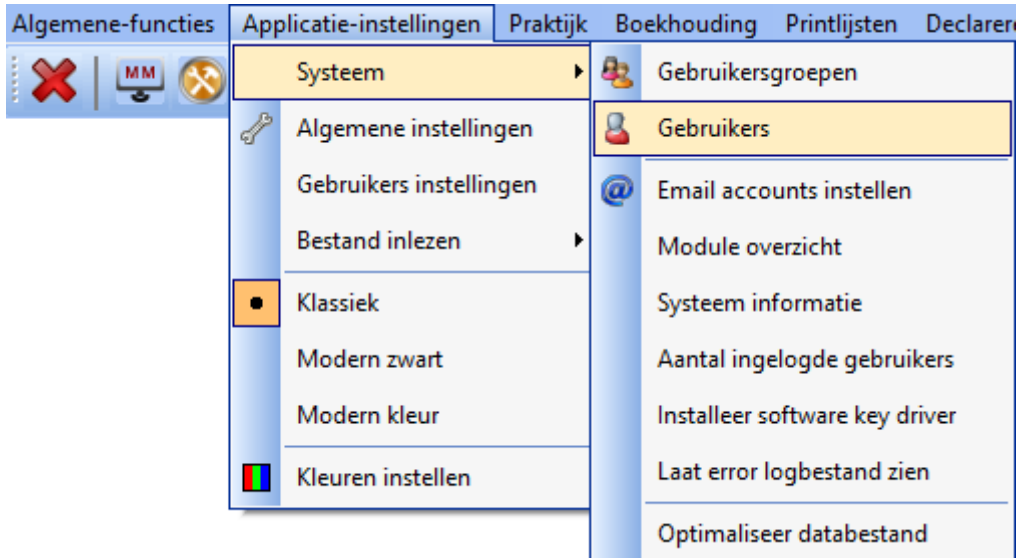 Algemene-functies Applicatie-instellingen Praktijk Boekhouding Printlijsten
MM
Systeem
Algemene instellingen
Gebruikers instellingen
Bestand inlezen
Klassiek
Modern zwart
Modern kleur
Kleuren instellen
Gebruikersgroepen
Gebruikers
Email accounts instellen
Module overzicht
Systeem informatie
Aantal ingelogde gebruikers
Installeer software key driver
Laat error logbestand zien
Optimaliseer databestand